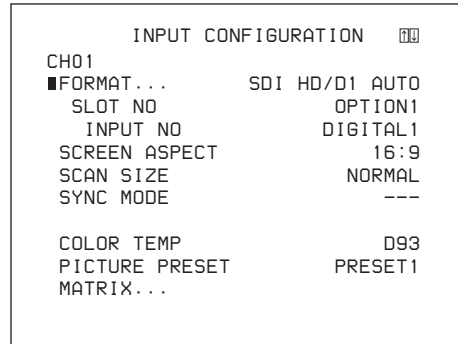 INPUT CONFIGURATION ↑↓
CH01
■FORMAT... SDI HD/D1 AUTO
SLOT NO OPTION1
INPUT NO DIGITAL1
SCREEN ASPECT 16:9
SCAN SIZE NORMAL
SYNC MODE ---
COLOR TEMP D93
PICTURE PRESET PRESET1
MATRIX...